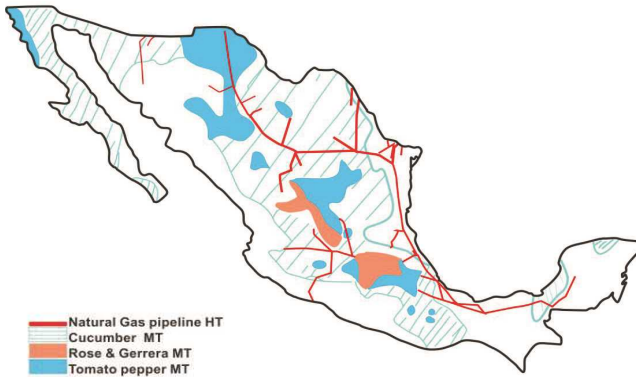 Natural Gas pipeline HT
Cucumber MT
Rose & Gerrera MT
Tomato pepper MT